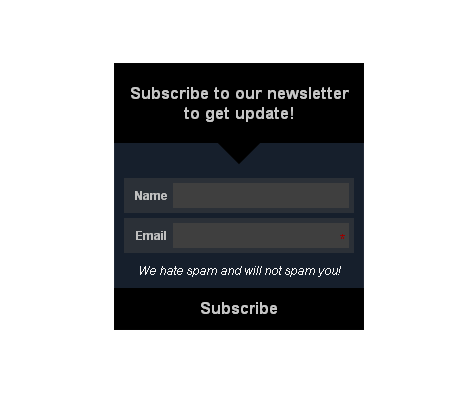 Subscribe to our newsletter
to get update!
Name
Email
*
We hate spam and will not spam you!
Subscribe